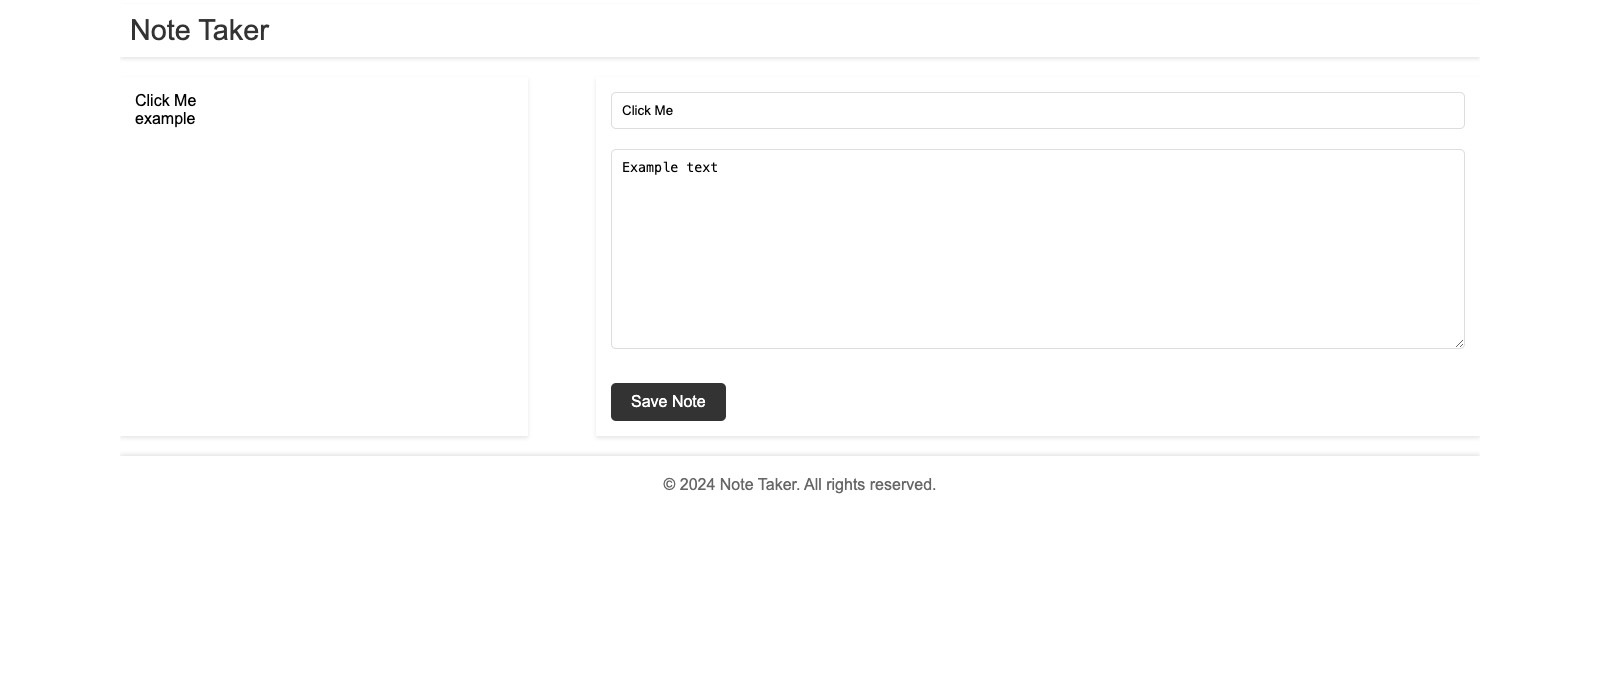 Note Taker
Click Me
example
Click Me
Example text
Save Note
© 2024 Note Taker. All rights reserved.